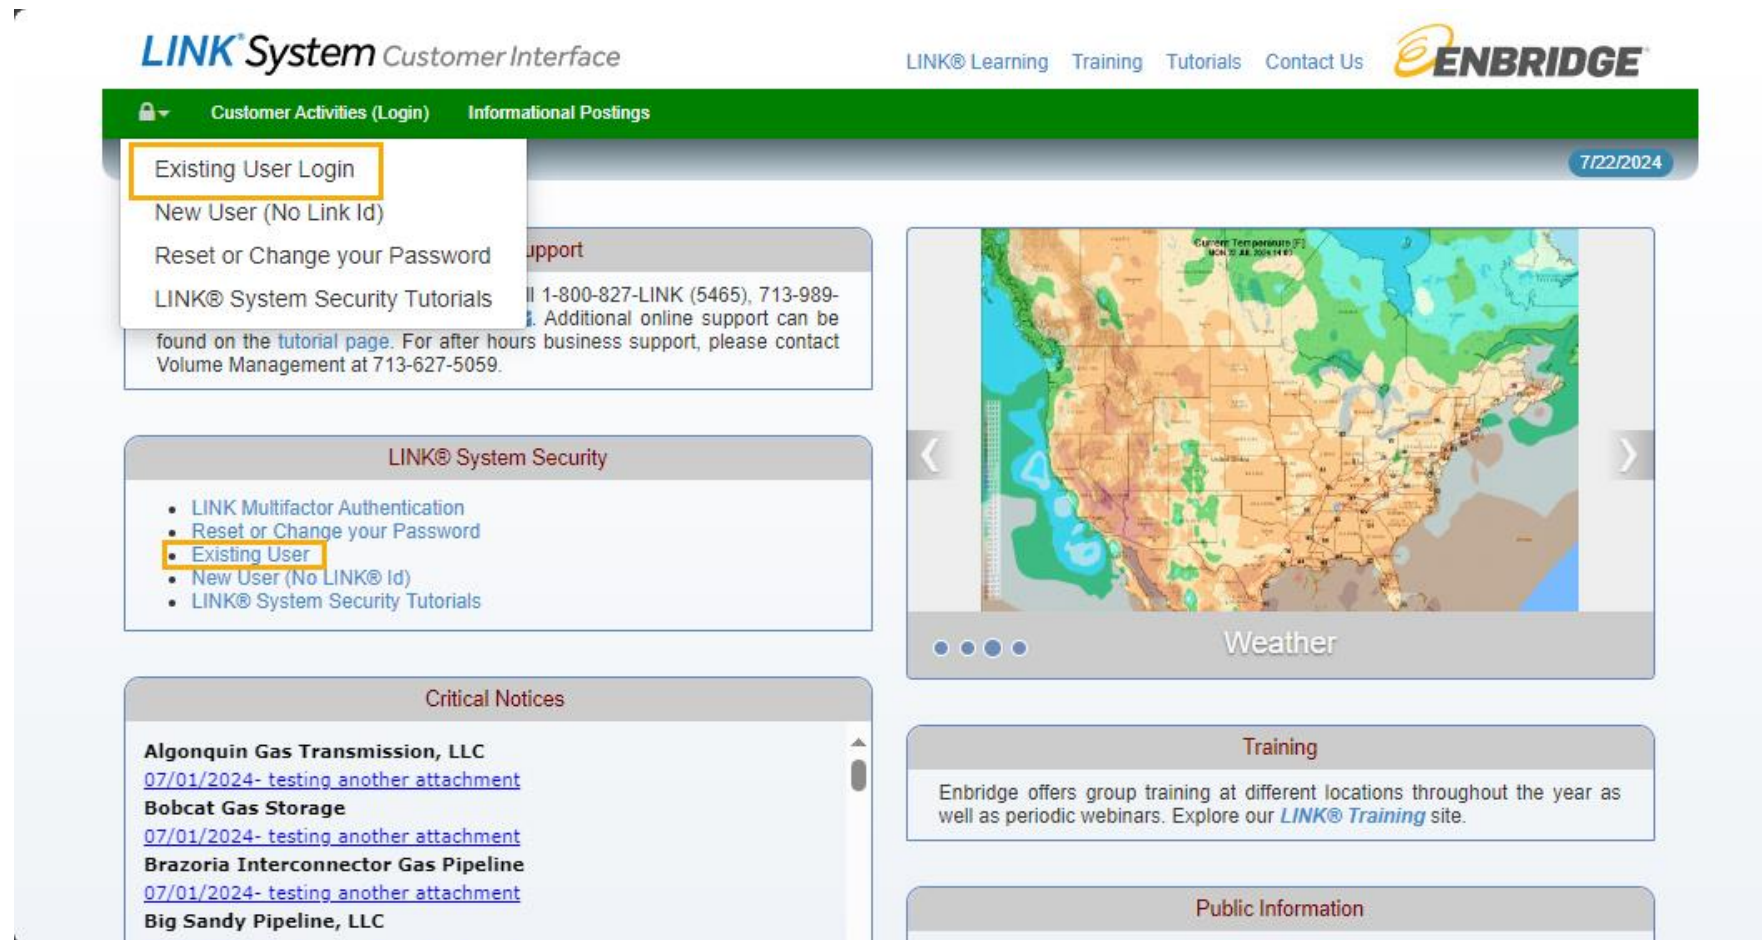 LINK® System Customer Interface
LINK® Learning Training Tutorials Contact Us
ENBRIDGE
Customer Activities (Login) Informational Postings
7/22/2024
Existing User Login
New User (No Link Id)
Reset or Change your Password
LINK® System Security Tutorials
upport
1-800-827-LINK (5465), 713-989-
. Additional online support can be
found on the tutorial page. For after hours business support, please contact
Volume Management at 713-627-5059.
LINK® System Security
LINK Multifactor Authentication
Reset or Change your Password
Existing User
New User (No LINK® Id)
LINK® System Security Tutorials
Critical Notices
Algonquin Gas Transmission, LLC
07/01/2024- testing another attachment
Bobcat Gas Storage
07/01/2024- testing another attachment
Brazoria Interconnector Gas Pipeline
07/01/2024- testing another attachment
Big Sandy Pipeline, LLC
Current Temperature [F]
Weather
Training
Enbridge offers group training at different locations throughout the year as
well as periodic webinars. Explore our LINK® Training site.
Public Information